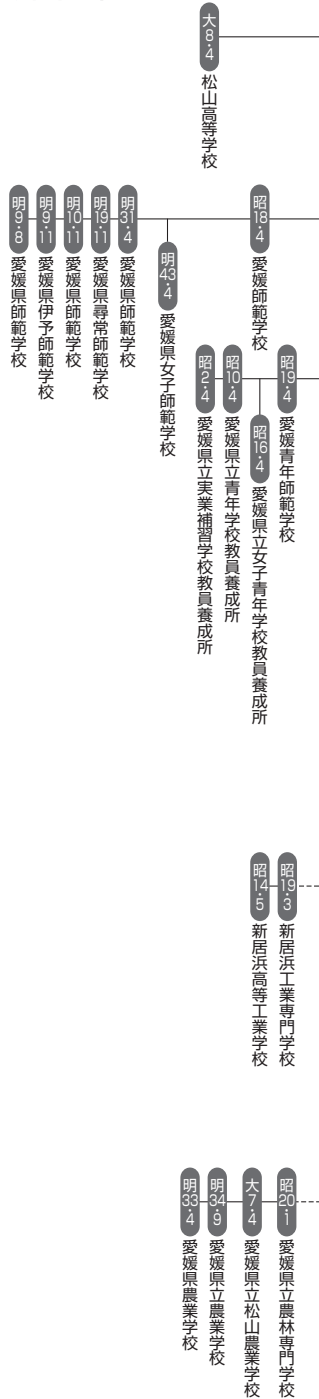 大8・4 松山高等学校
昭18・4 愛媛師範学校
明43・4 愛媛県女子師範学校
明31・4 愛媛県師範学校
明19・11 愛媛県尋常師範学校
明10・11 愛媛県師範学校
明9・11 愛媛県伊予師範学校
明9・8 愛媛県師範学校
昭19・4 愛媛青年師範学校
昭16・4 愛媛県立女子青年学校教員養成所
昭10・4 愛媛県立青年学校教員養成所
昭2・4 愛媛県立実業補習学校教員養成所
昭19・3 新居浜工業専門学校
昭14・5 新居浜高等工業学校
昭20・1 愛媛県立農林専門学校
大7・4 愛媛県立松山農業学校
明34・9 愛媛県立農業学校
明33・4 愛媛県農業学校